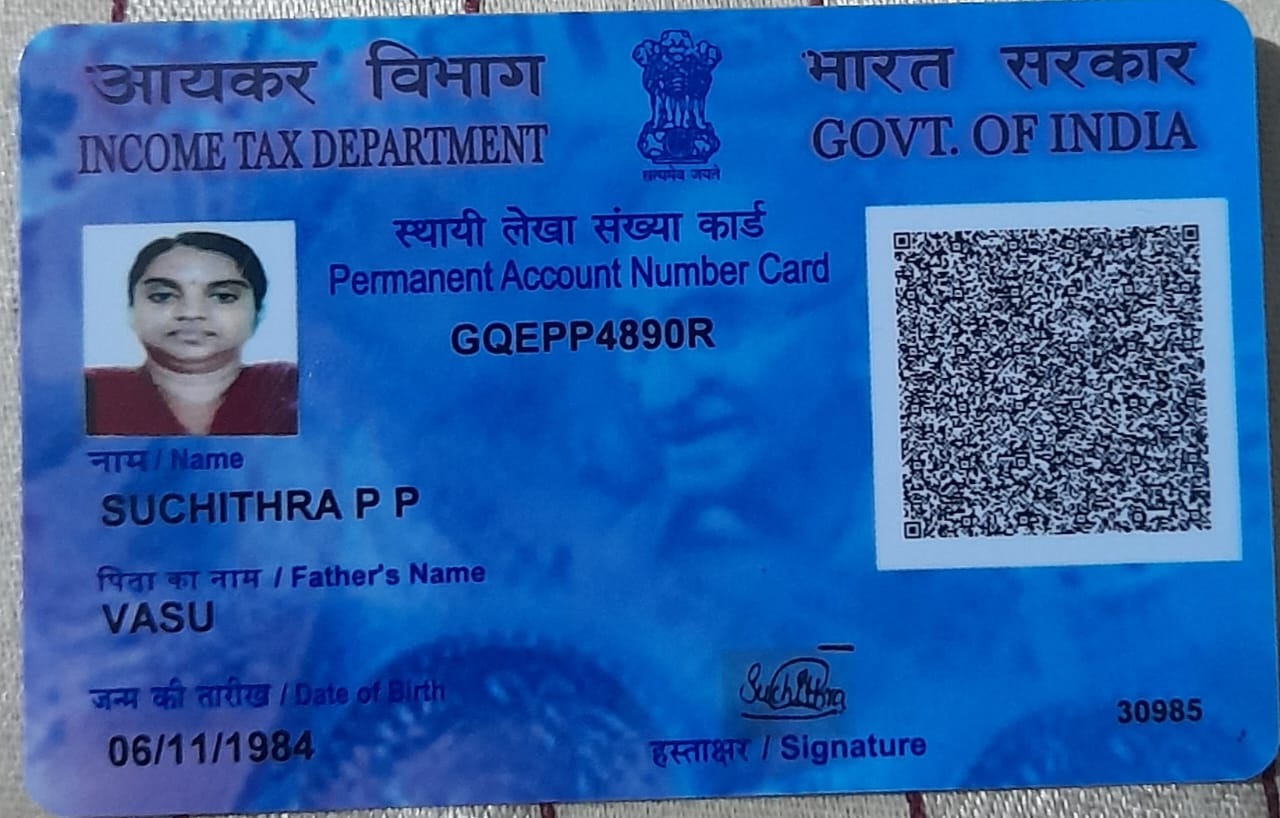 आयकर विभाग
INCOME TAX DEPARTMENT
सत्यमेव जयते
भारत सरकार
GOVT. OF INDIA
स्थायी लेखा संख्या कार्ड
Permanent Account Number Card
GQEPP4890R
नाम / Name
SUCHITHRA P P
पिता का नाम / Father's Name
VASU
जन्म की तारीख / Date of Birth
06/11/1984
Suchithra
हस्ताक्षर / Signature
30985